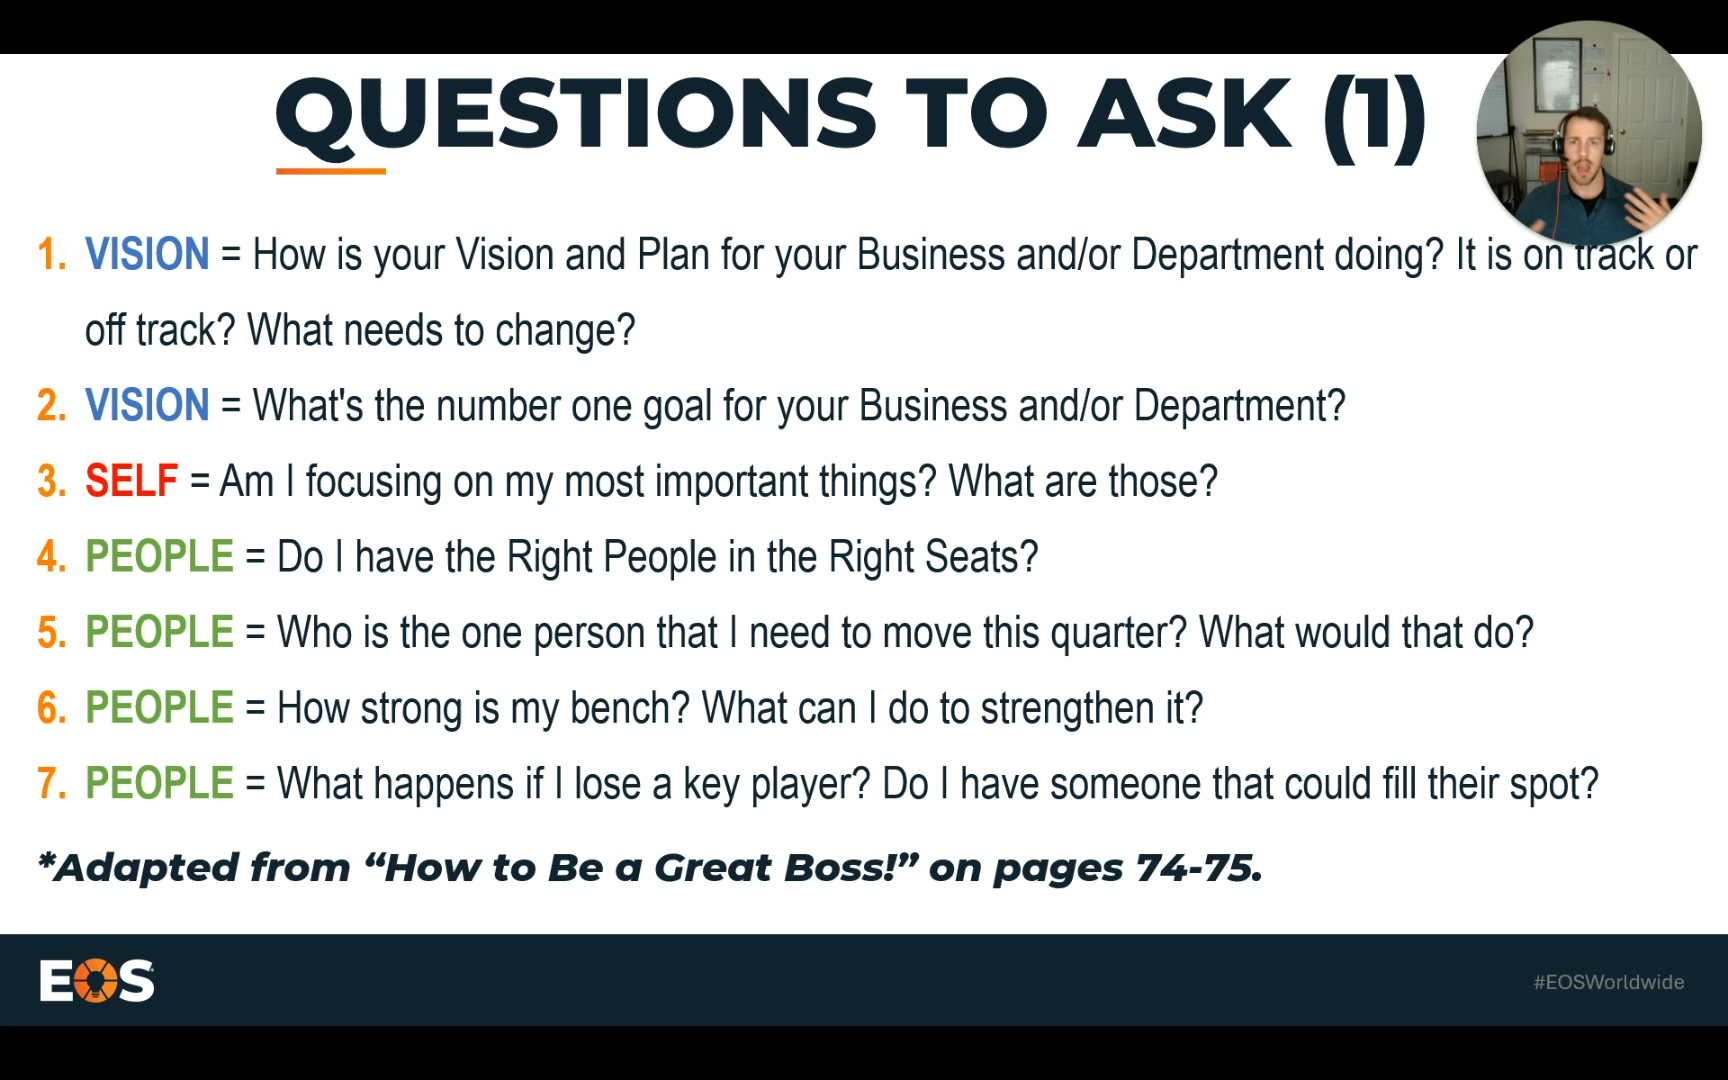 QUESTIONS TO ASK (1)
1. VISION = How is your Vision and Plan for your Business and/or Department doing? It is on track or
off track? What needs to change?
2. VISION = What's the number one goal for your Business and/or Department?
3. SELF = Am I focusing on my most important things? What are those?
4. PEOPLE = Do I have the Right People in the Right Seats?
5. PEOPLE = Who is the one person that I need to move this quarter? What would that do?
6. PEOPLE = How strong is my bench? What can I do to strengthen it?
7. PEOPLE = What happens if I lose a key player? Do I have someone that could fill their spot?
*Adapted from “How to Be a Great Boss!” on pages 74-75.
EOS
#EOSWorldwide